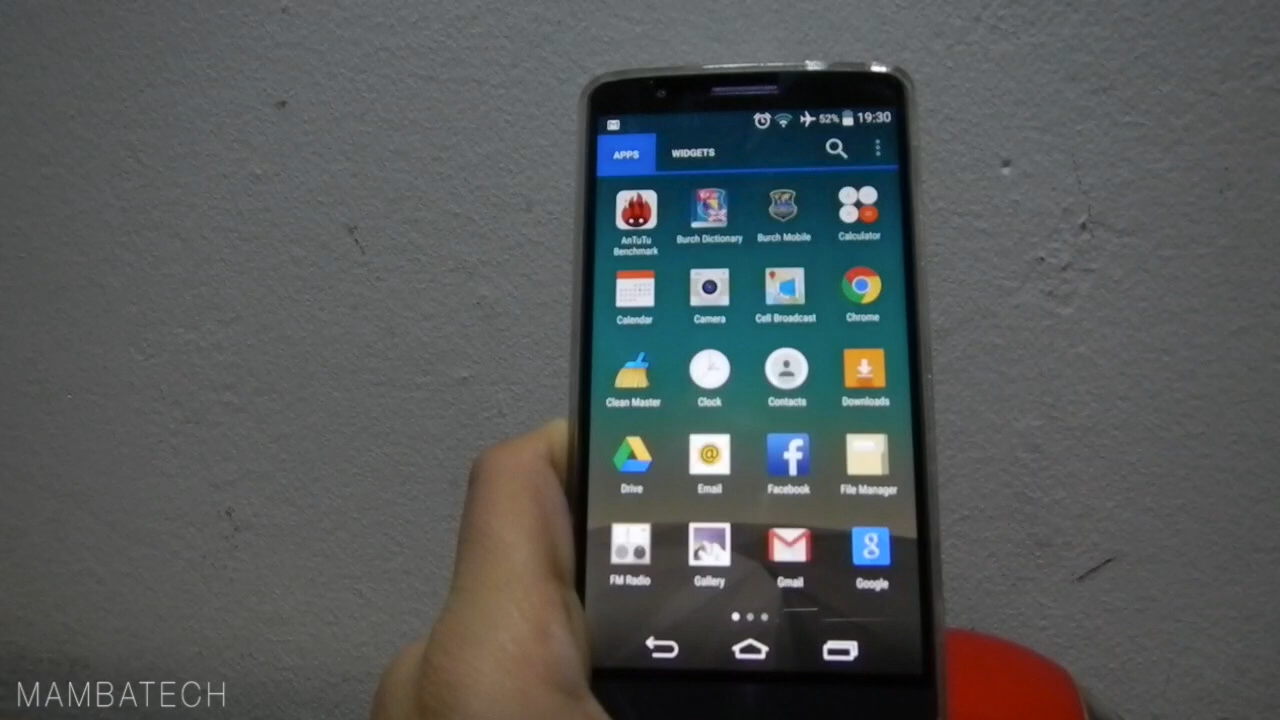 52% 19:30
APPS WIDGETS
AnTuTu Benchmark
Burch Dictionary
Burch Mobile
Calculator
Calendar
Camera
Cell Broadcast
Chrome
Clean Master
Clock
Contacts
Downloads
Drive
Email
Facebook
File Manager
FM Radio
Gallery
Gmail
Google
MAMBATECH